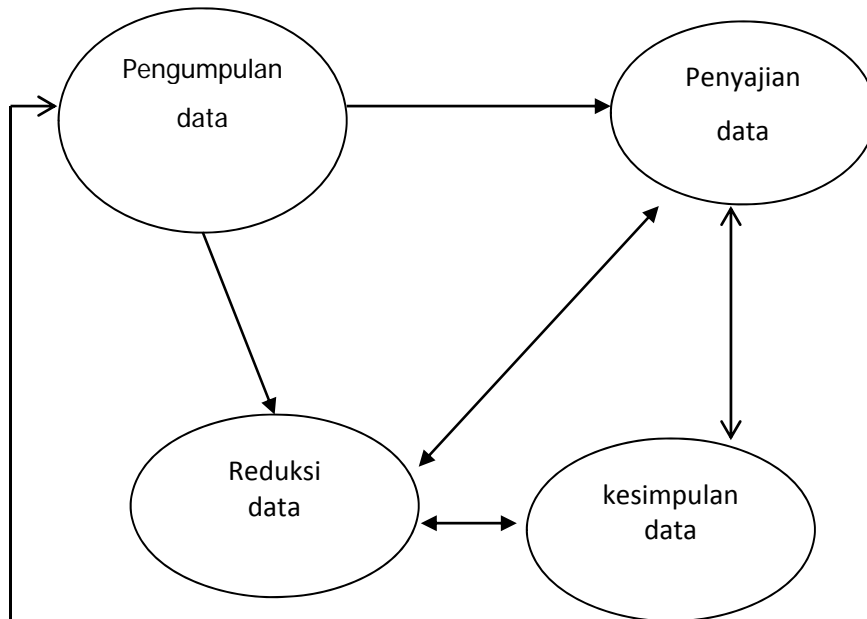 Pengumpulan
data
Penyajian
data
Reduksi
data
kesimpulan
data